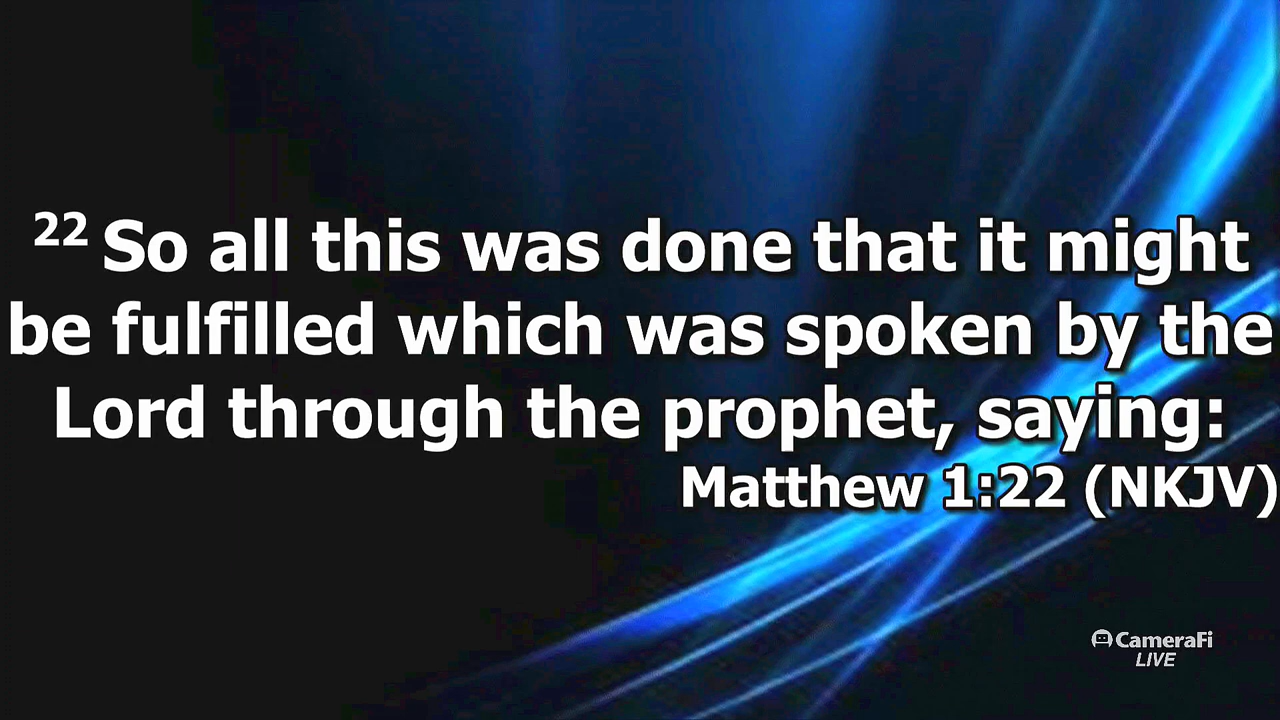 22 So all this was done that it might
be fulfilled which was spoken by the
Lord through the prophet, saying:
Matthew 1:22 (NKJV)
CameraFi
LIVE